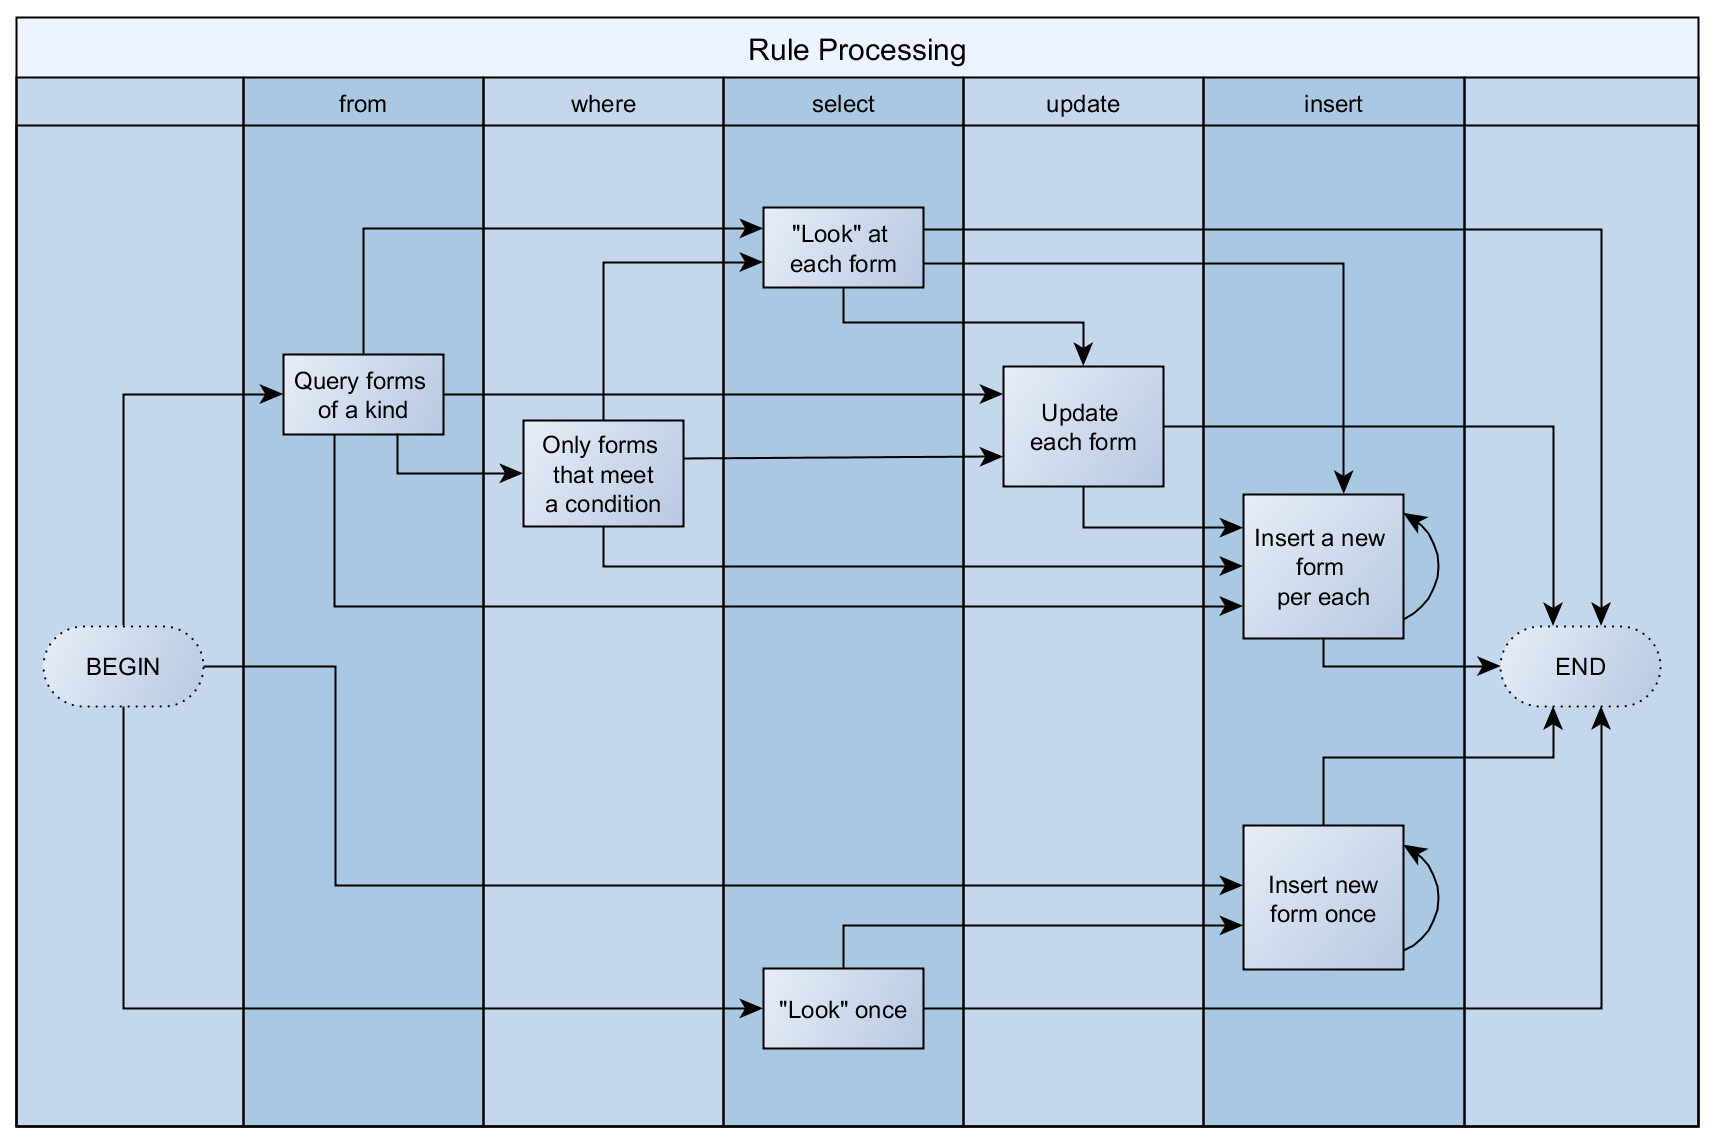 Rule Processing
from
where
select
update
insert
"Look" at
each form
Query forms
of a kind
Only forms
that meet
a condition
Update
each form
Insert a new
form
per each
BEGIN
END
Insert new
form once
"Look" once